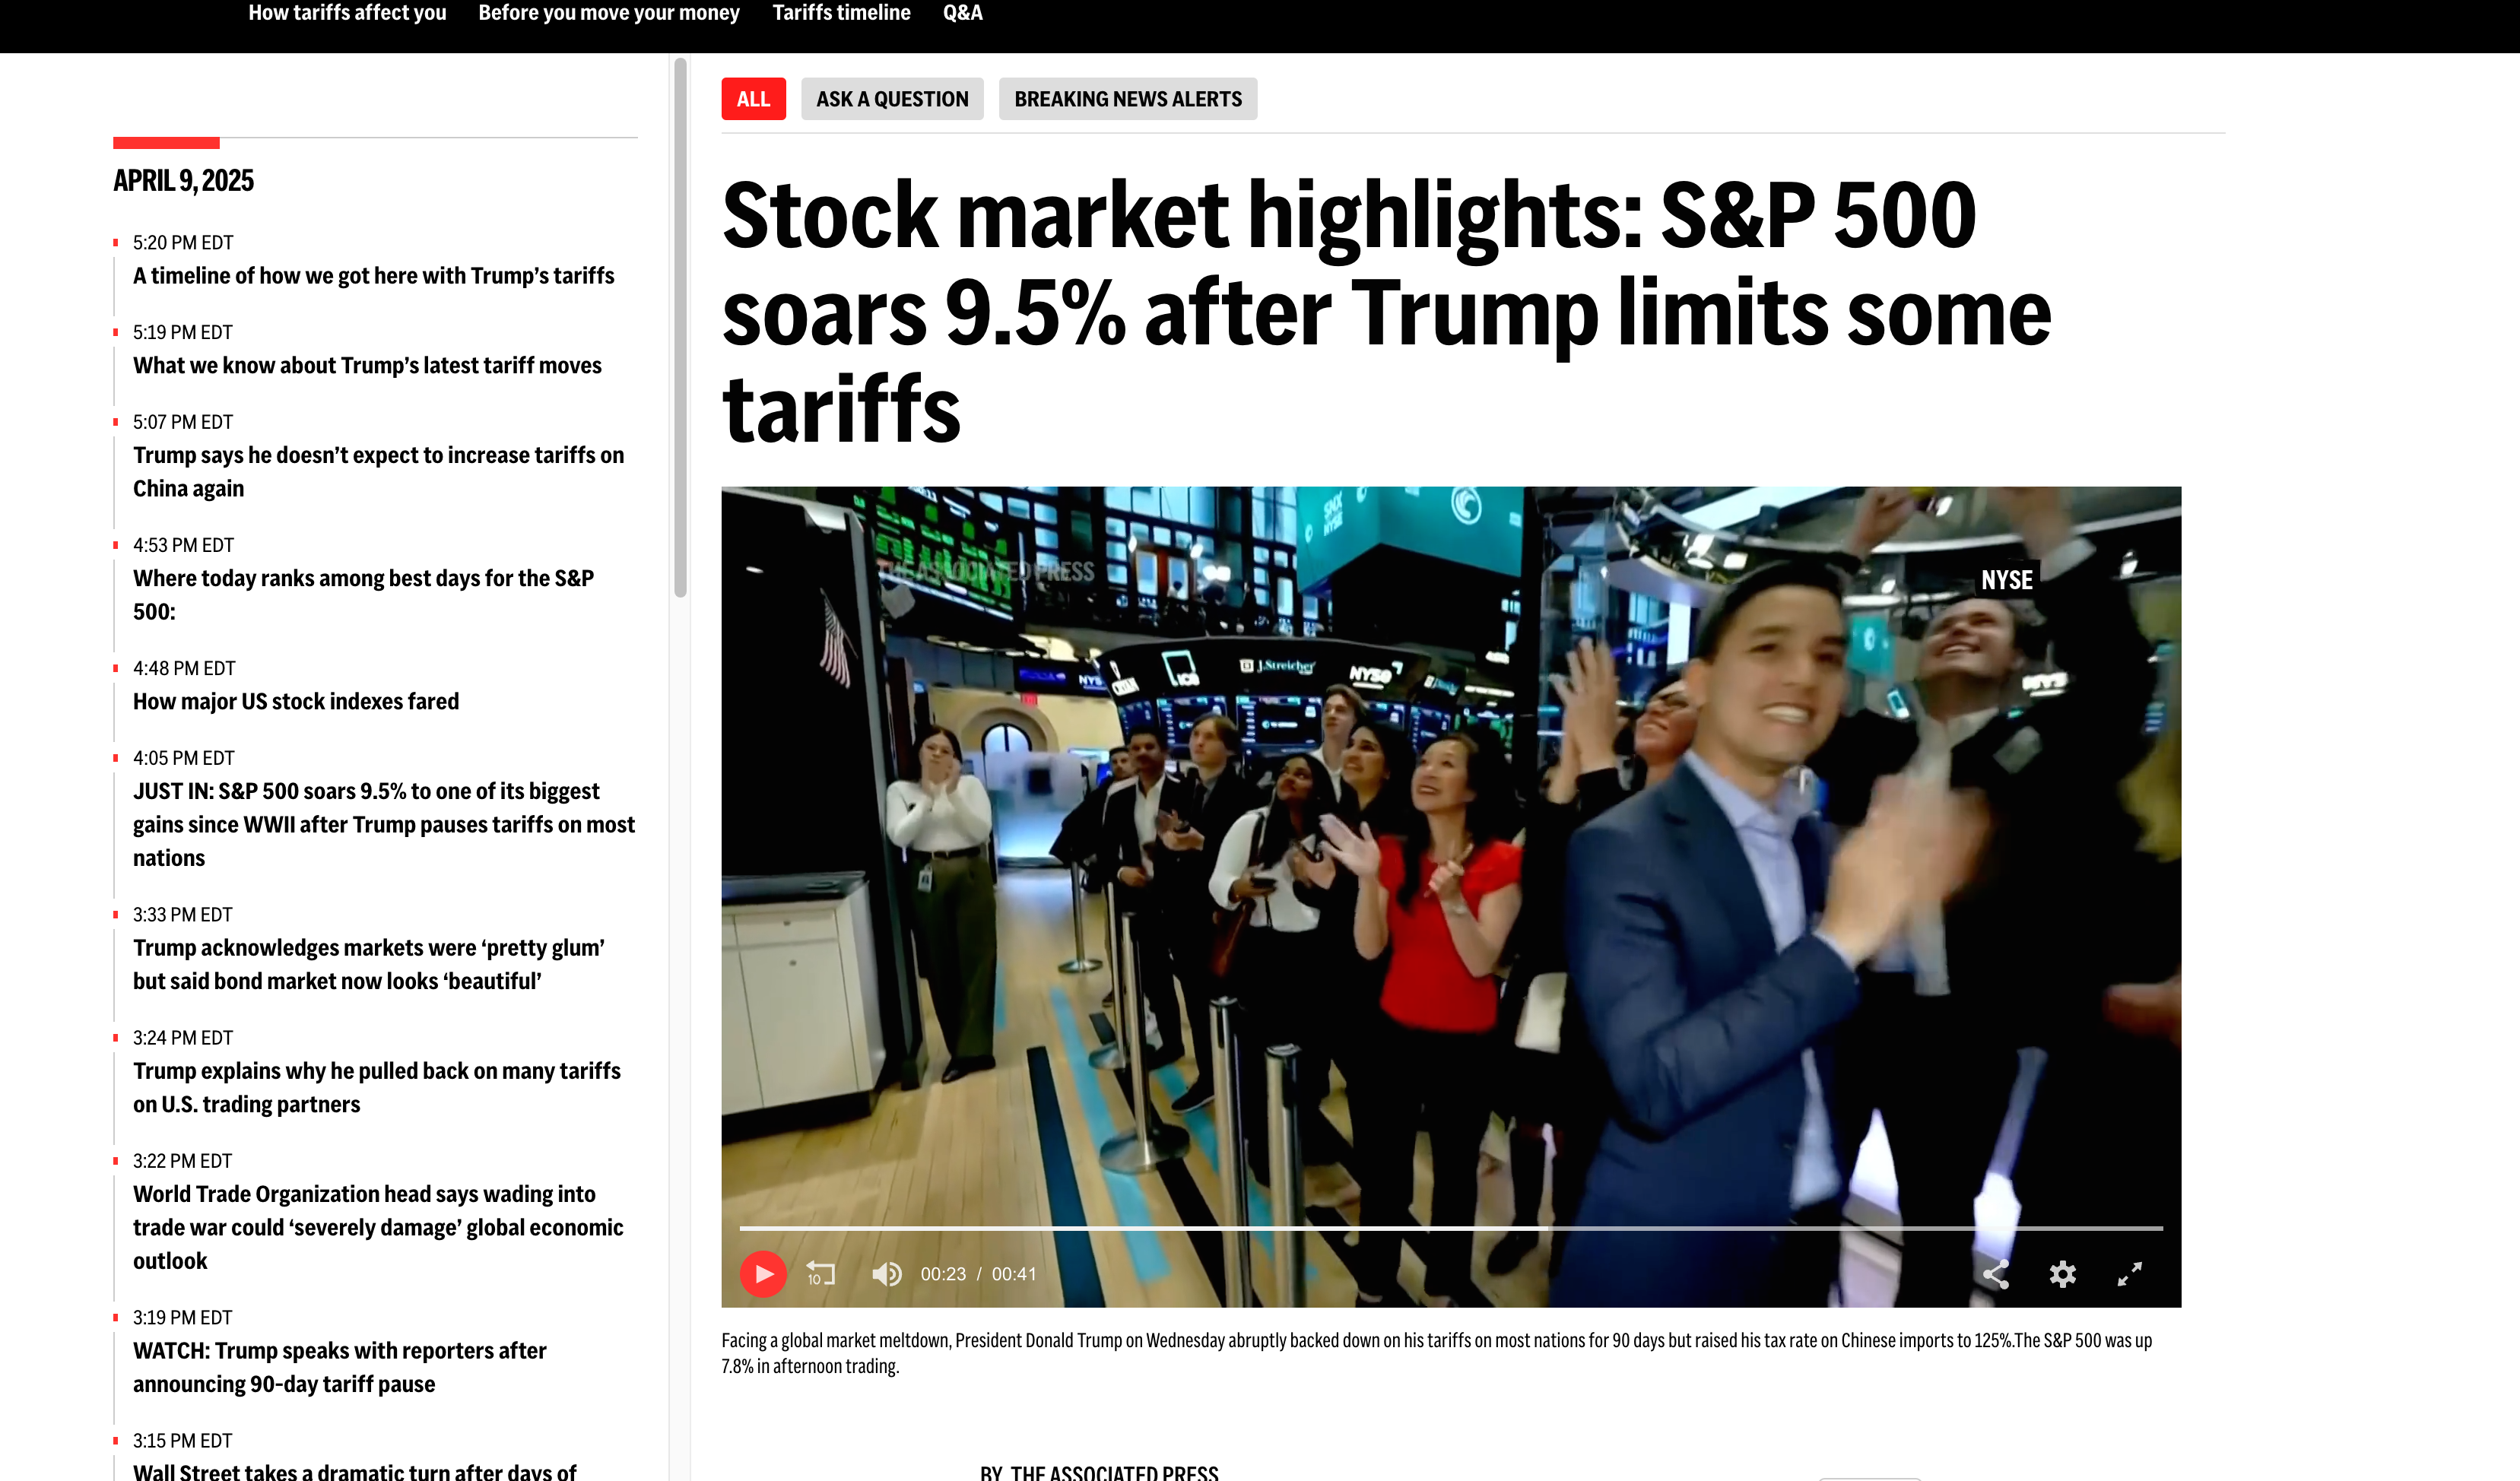 How tariffs affect you Before you move your money Tariffs timeline Q&A
APRIL 9, 2025
5:20 PM EDT
A timeline of how we got here with Trump’s tariffs
5:19 PM EDT
What we know about Trump’s latest tariff moves
5:07 PM EDT
Trump says he doesn’t expect to increase tariffs on
China again
4:53 PM EDT
Where today ranks among best days for the S&P
500:
4:48 PM EDT
How major US stock indexes fared
4:05 PM EDT
JUST IN: S&P 500 soars 9.5% to one of its biggest
gains since WWII after Trump pauses tariffs on most
nations
3:33 PM EDT
Trump acknowledges markets were ‘pretty glum’
but said bond market now looks ‘beautiful’
3:24 PM EDT
Trump explains why he pulled back on many tariffs
on U.S. trading partners
3:22 PM EDT
World Trade Organization head says wading into
trade war could ‘severely damage’ global economic
outlook
3:19 PM EDT
WATCH: Trump speaks with reporters after
announcing 90-day tariff pause
3:15 PM EDT
Wall Street takes a dramatic turn after days of
ALL ASK A QUESTION BREAKING NEWS ALERTS
Stock market highlights: S&P 500
soars 9.5% after Trump limits some
tariffs
THE ASSOCIATED PRESS
NYSE
J.Streicher
NYSE
10 00:23 / 00:41
Facing a global market meltdown, President Donald Trump on Wednesday abruptly backed down on his tariffs on most nations for 90 days but raised his tax rate on Chinese imports to 125%.The S&P 500 was up
7.8% in afternoon trading.
BY THE ASSOCIATED PRESS